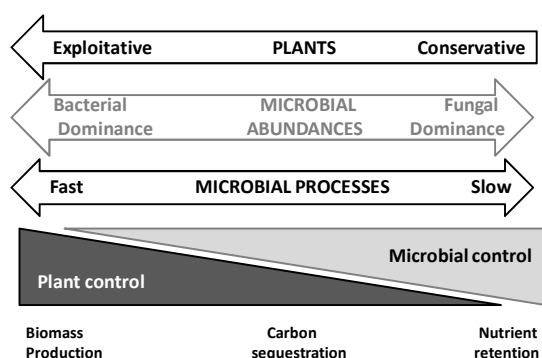 Exploitative PLANTS Conservative
Bacterial MICROBIAL Fungal
Dominance ABUNDANCES Dominance
Fast MICROBIAL PROCESSES Slow
Microbial control
Plant control
Biomass Carbon Nutrient
Production sequestration retention